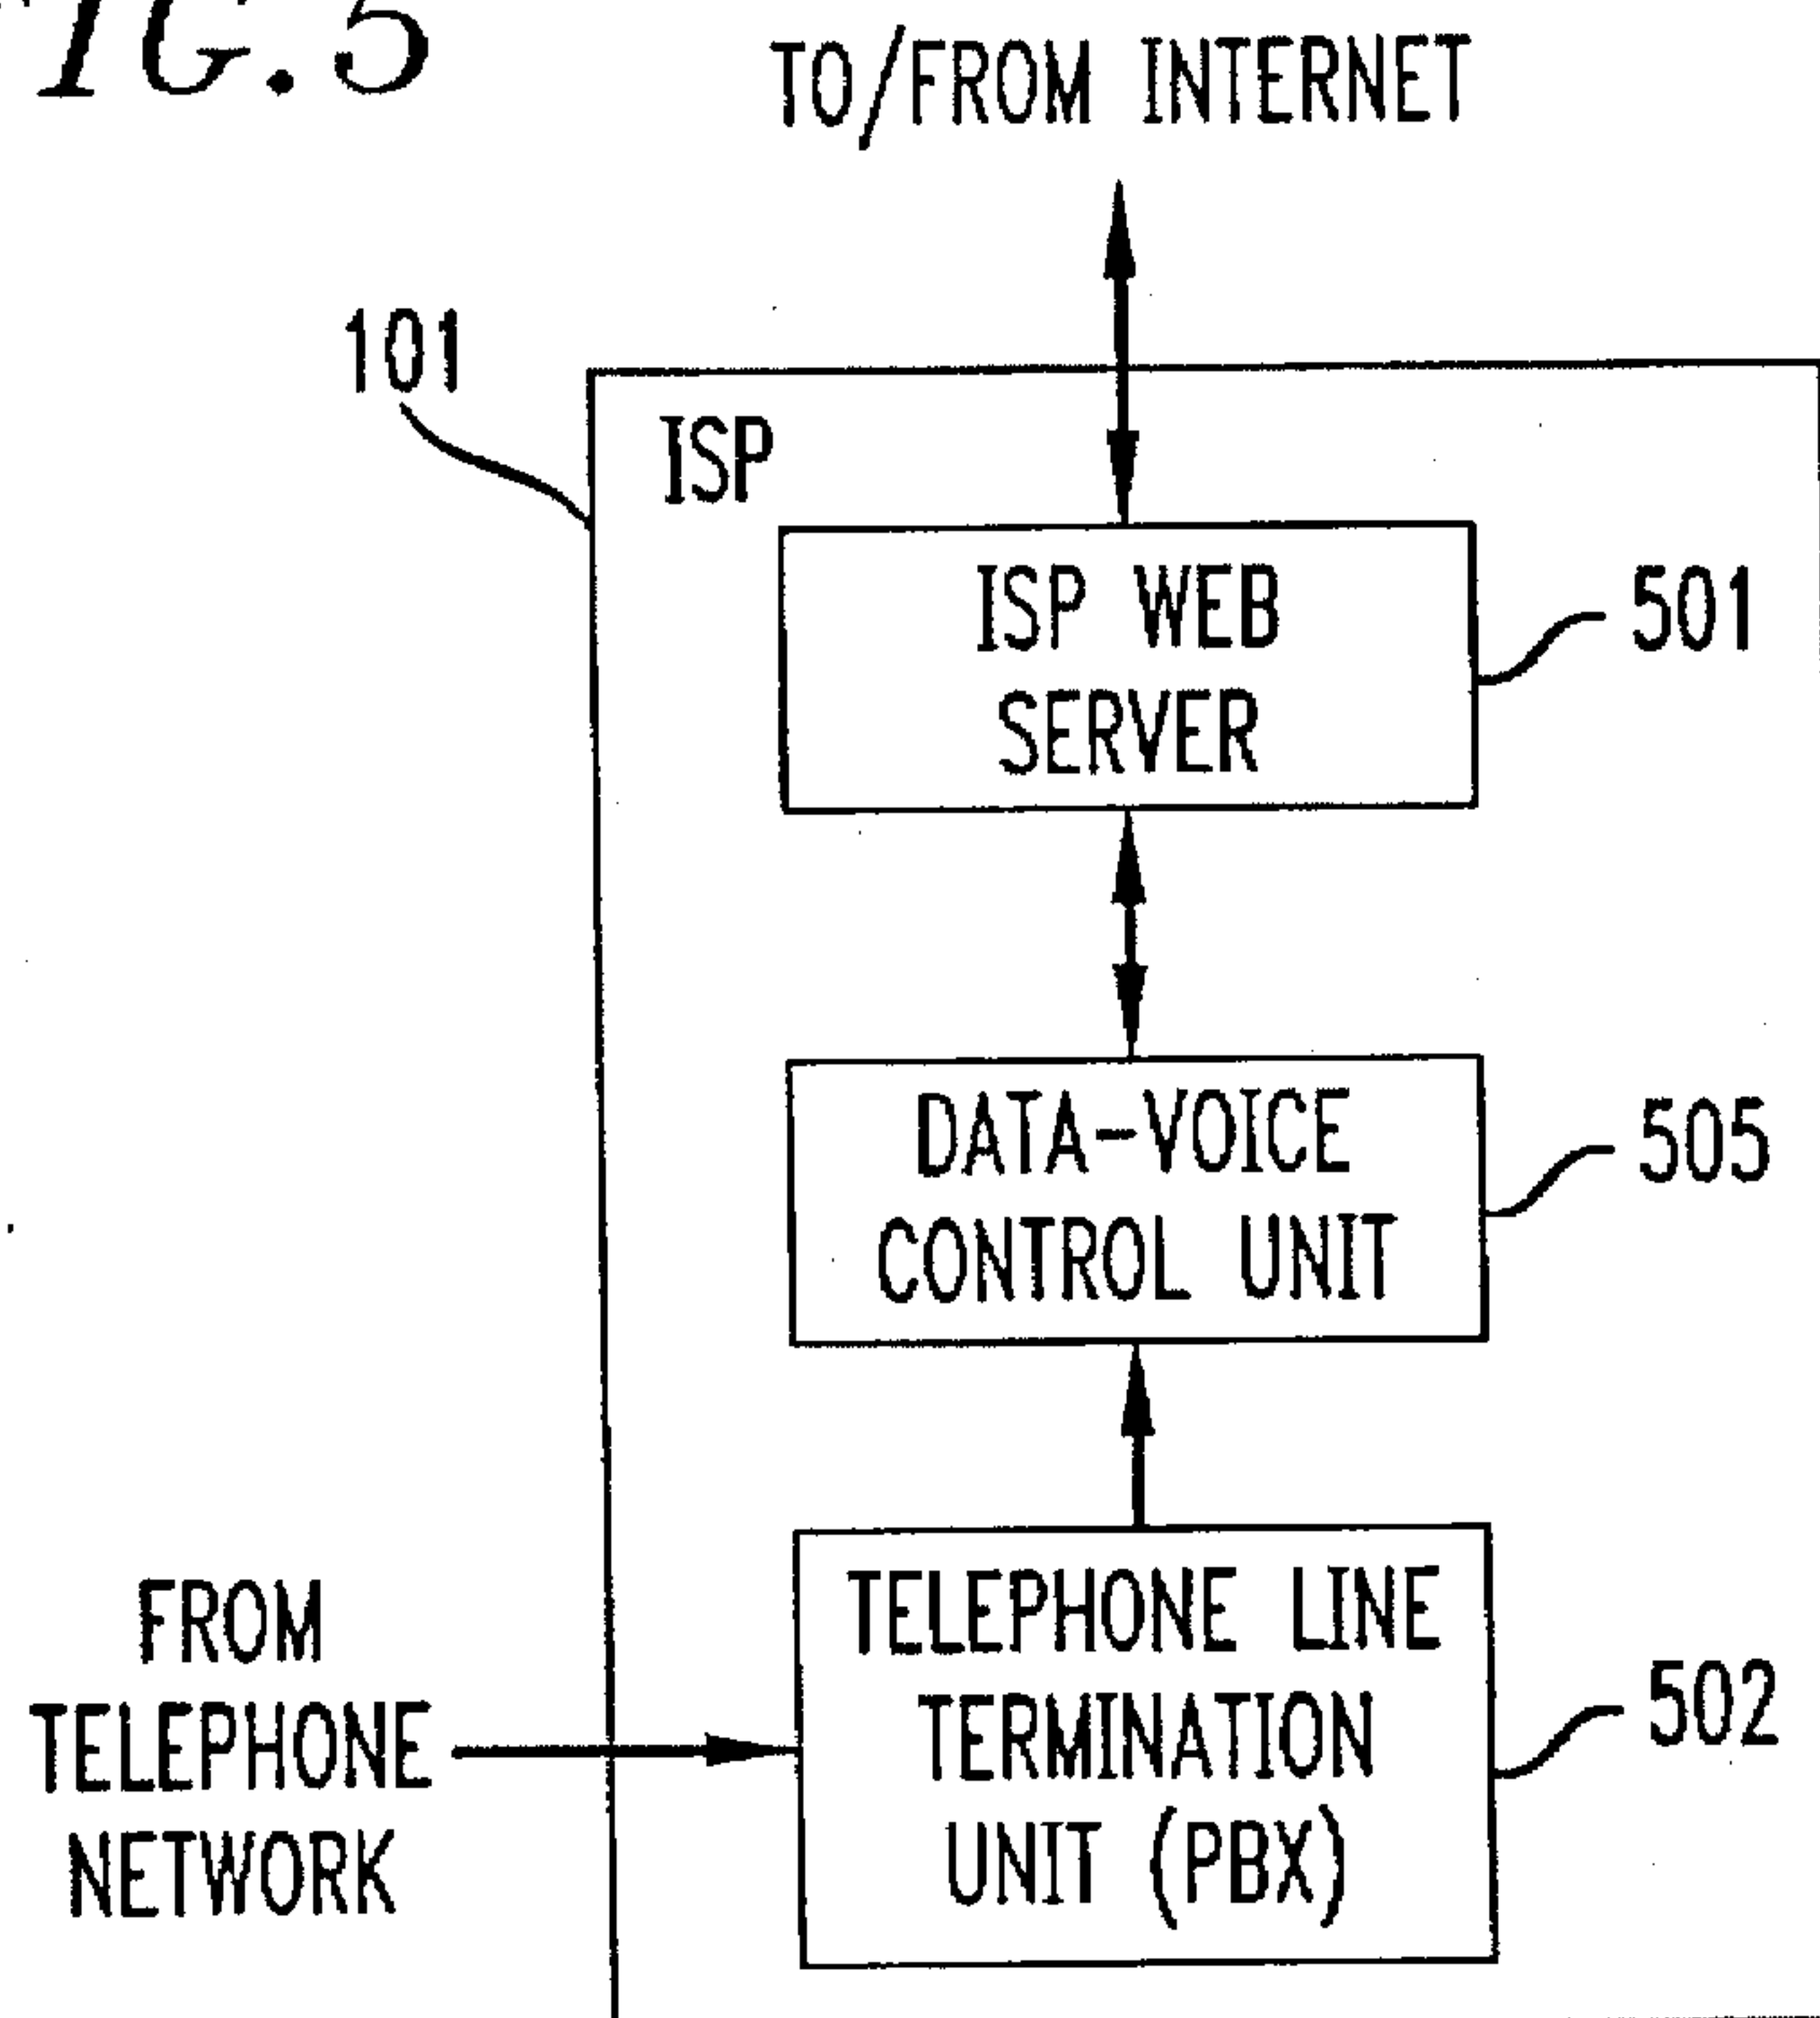 FIG. 5
TO/FROM INTERNET
101
ISP
ISP WEB
SERVER
501
DATA-VOICE
CONTROL UNIT
505
TELEPHONE LINE
TERMINATION
UNIT (PBX)
502
FROM
TELEPHONE
NETWORK